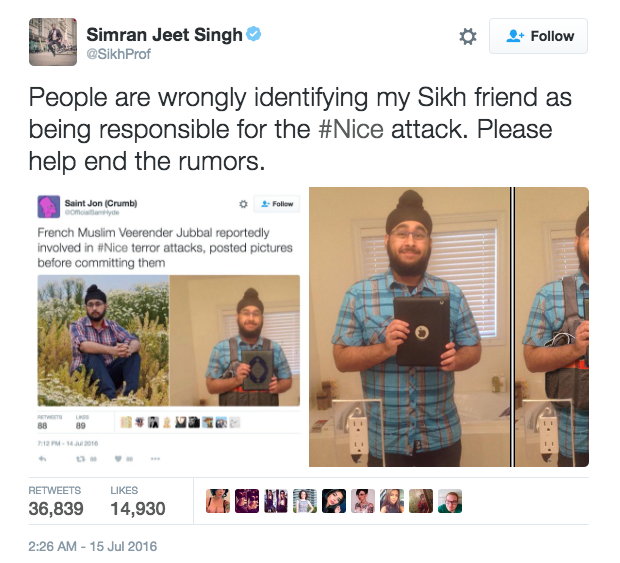 Simran Jeet Singh
@SikhProf
Follow
People are wrongly identifying my Sikh friend as
being responsible for the #Nice attack. Please
help end the rumors.
Saint Jon (Crumb)
@OfficialSamHyde
Follow
French Muslim Veerender Jubbal reportedly
involved in #Nice terror attacks, posted pictures
before committing them
RETWEETS LIKES
88 89
7:12 PM - 14 Jul 2016
88 89
RETWEETS LIKES
36,839 14,930
2:26 AM - 15 Jul 2016